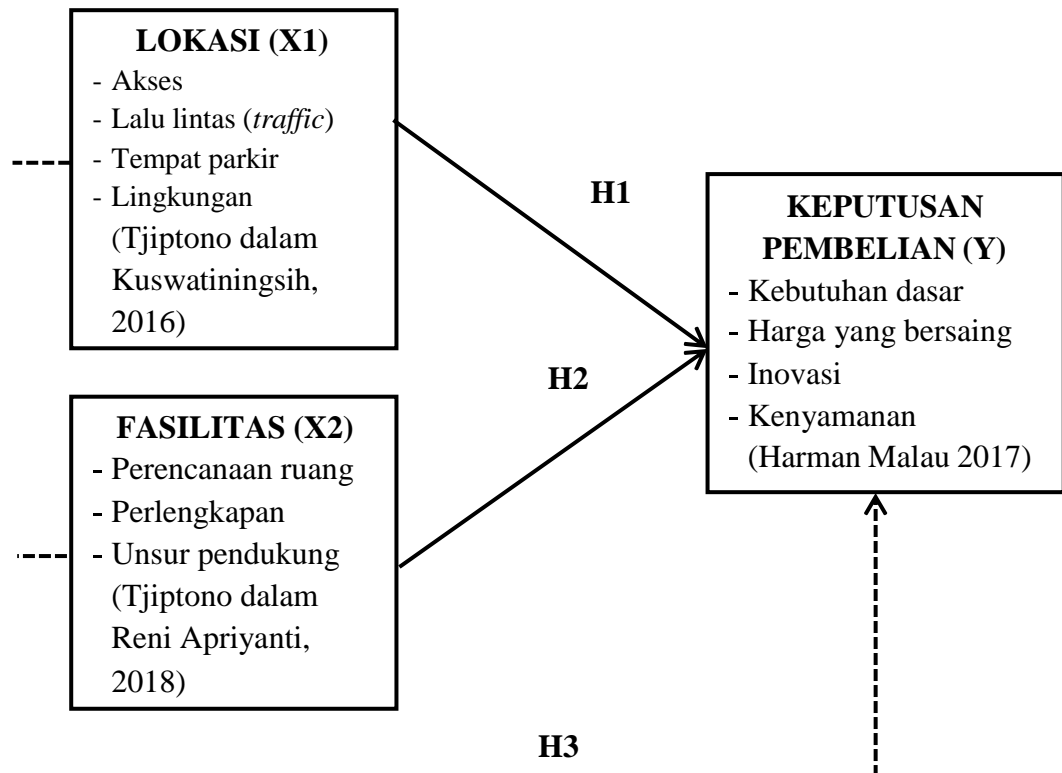 LOKASI (X1)
- Akses
- Lalu lintas (traffic)
- Tempat parkir
- Lingkungan
(Tjiptono dalam
Kuswatiningsih,
2016)
H1
KEPUTUSAN
PEMBELIAN (Y)
- Kebutuhan dasar
- Harga yang bersaing
- Inovasi
- Kenyamanan
(Harman Malau 2017)
H2
FASILITAS (X2)
- Perencanaan ruang
- Perlengkapan
- Unsur pendukung
(Tjiptono dalam
Reni Apriyanti,
2018)
H3